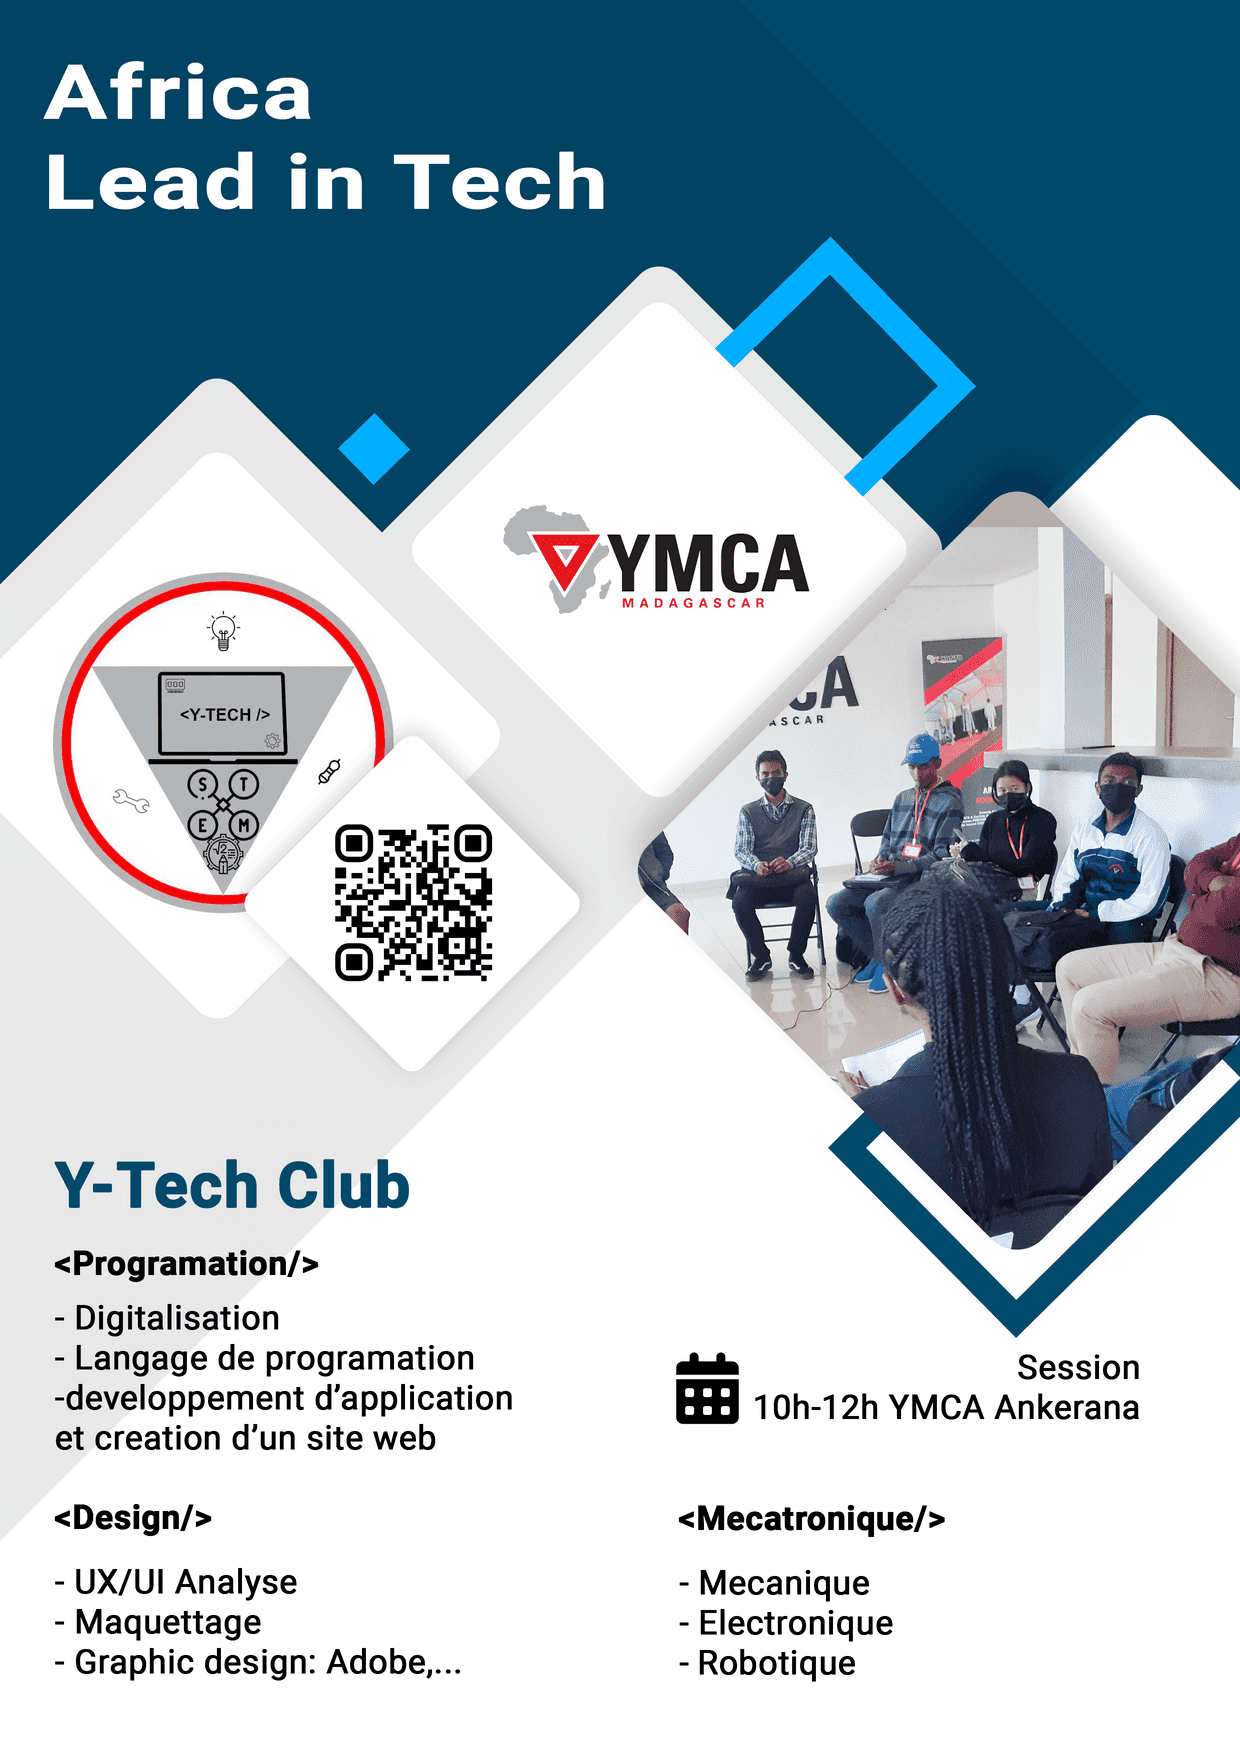 Africa
Lead in Tech
YMCA
MADAGASCAR
<Y-TECH />
S T
E M
CA
ASCAR
Y-Tech Club
<Programation/>
- Digitalisation
- Langage de programation
-developpement d’application
et creation d’un site web
Session
10h-12h YMCA Ankerana
<Design/>
- UX/UI Analyse
- Maquettage
- Graphic design: Adobe,...
<Mecatronique/>
- Mecanique
- Electronique
- Robotique